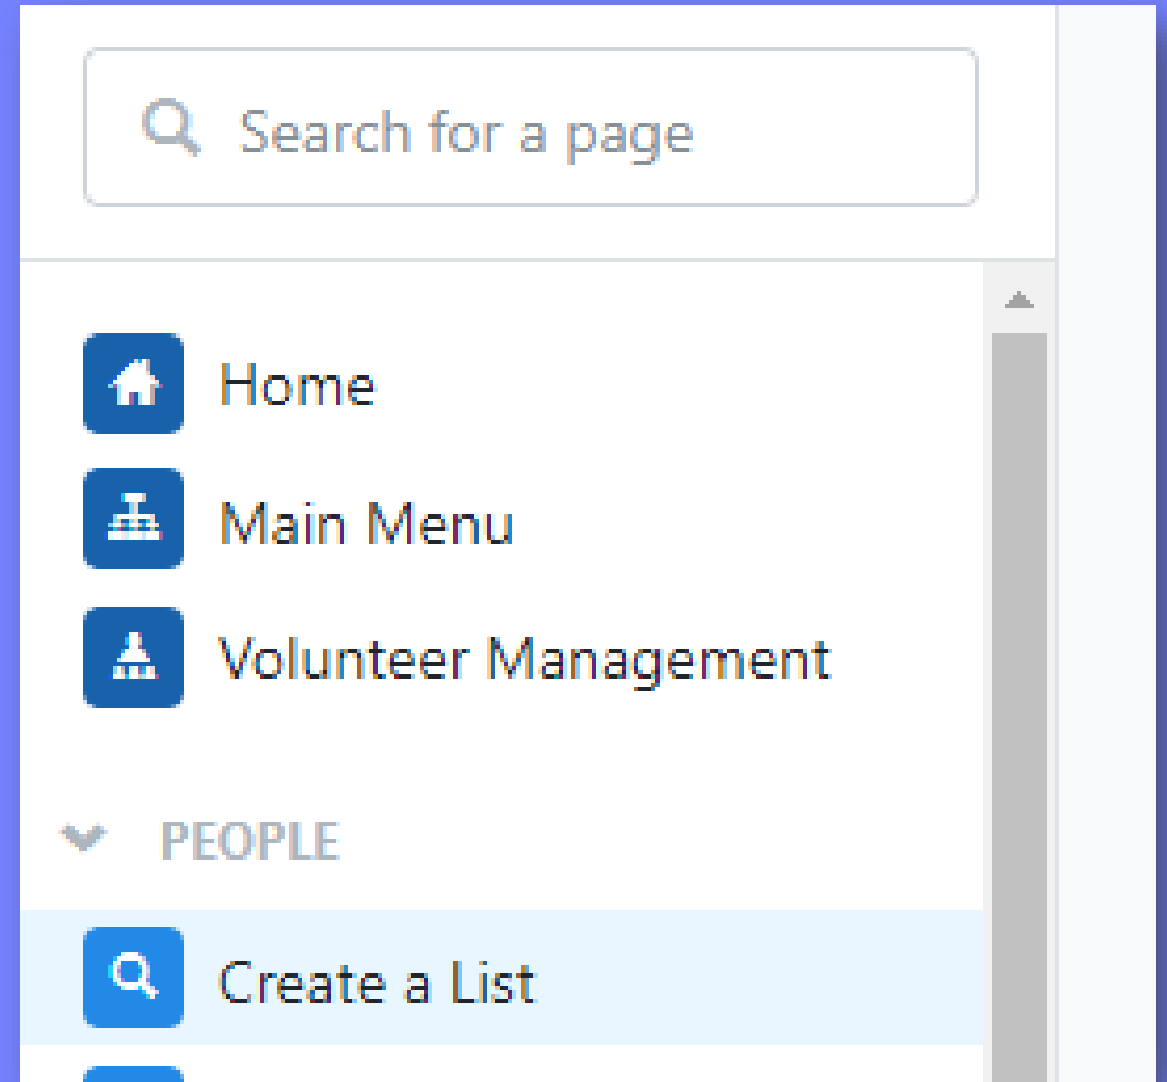 Search for a page
Home
Main Menu
Volunteer Management
PEOPLE
Create a List